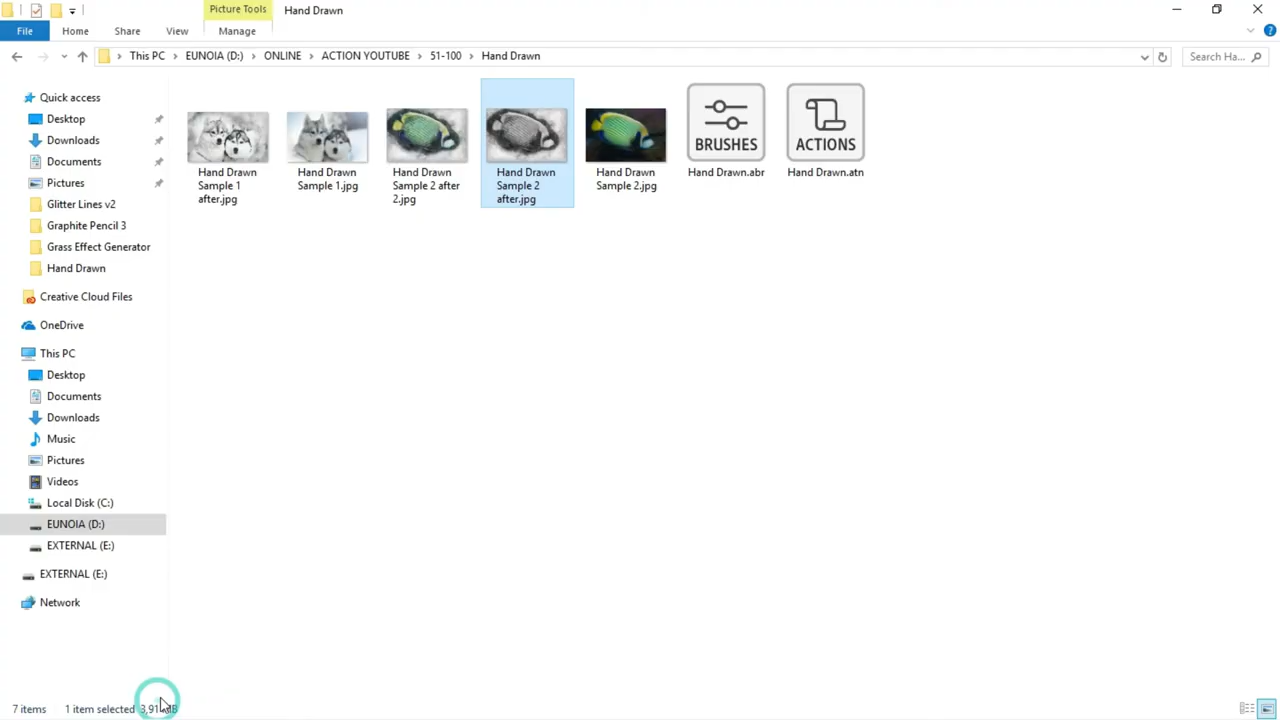 Picture Tools
Hand Drawn
File
Home
Share
View
Manage
This PC
EUNOIA (D:)
ONLINE
ACTION YOUTUBE
51-100
Hand Drawn
Search Ha...
Quick access
Desktop
Downloads
Documents
Pictures
Glitter Lines v2
Graphite Pencil 3
Grass Effect Generator
Hand Drawn
Creative Cloud Files
OneDrive
This PC
Desktop
Documents
Downloads
Music
Pictures
Videos
Local Disk (C:)
EUNOIA (D:)
EXTERNAL (E:)
EXTERNAL (E:)
Network
Hand Drawn
Sample 1
after.jpg
Hand Drawn
Sample 1.jpg
Hand Drawn
Sample 2 after
2.jpg
Hand Drawn
Sample 2
after.jpg
Hand Drawn
Sample 2.jpg
BRUSHES
Hand Drawn.abr
ACTIONS
Hand Drawn.atn
7 items
1 item selected